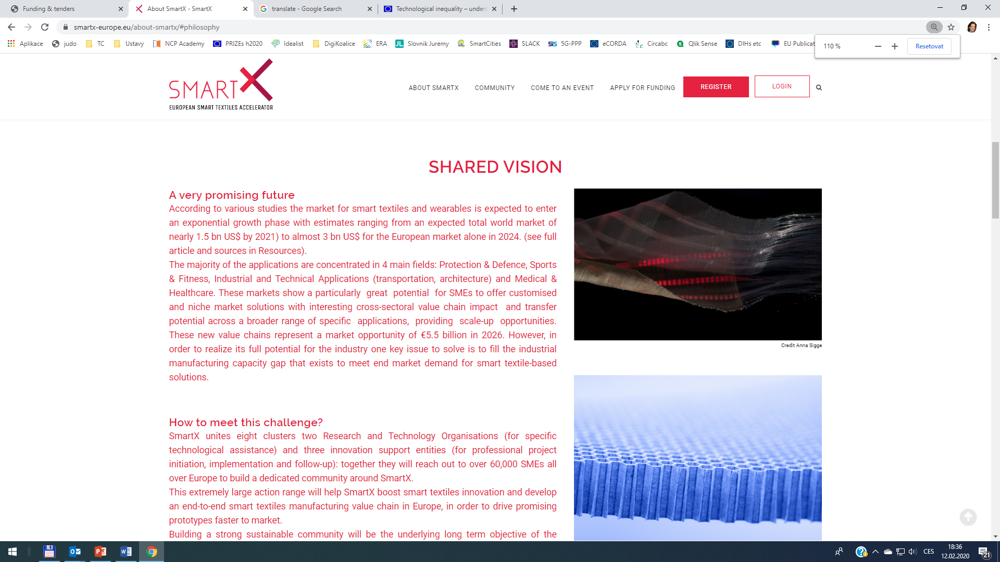 Funding & tenders
About SmartX - SmartX
translate - Google Search
Technological inequality – unders
smartx-europe.eu/about-smartx/#philosophy
Aplikace
judo
TC
Ustavy
NCP Academy
PRIZEs h2020
Idealist
DigiKoalice
ERA
Slovnik Juremy
SmartCities
SLACK
5G-PPP
eCORDA
Circabc
Qlik Sense
DIHs etc
EU Publicat
110 %
Resetovat
SMARTX
EUROPEAN SMART TEXTILES ACCELERATOR
ABOUT SMARTX
COMMUNITY
COME TO AN EVENT
APPLY FOR FUNDING
REGISTER
LOGIN
SHARED VISION
A very promising future
According to various studies the market for smart textiles and wearables is expected to enter
an exponential growth phase with estimates ranging from an expected total world market of
nearly 1.5 bn US$ by 2021) to almost 3 bn US$ for the European market alone in 2024. (see full
article and sources in Resources).
The majority of the applications are concentrated in 4 main fields: Protection & Defence, Sports
& Fitness, Industrial and Technical Applications (transportation, architecture) and Medical &
Healthcare. These markets show a particularly great potential for SMEs to offer customised
and niche market solutions with interesting cross-sectoral value chain impact and transfer
potential across a broader range of specific applications, providing scale-up opportunities.
These new value chains represent a market opportunity of €5.5 billion in 2026. However, in
order to realize its full potential for the industry one key issue to solve is to fill the industrial
manufacturing capacity gap that exists to meet end market demand for smart textile-based
solutions.
Credit Anna Sigge
How to meet this challenge?
SmartX unites eight clusters two Research and Technology Organisations (for specific
technological assistance) and three innovation support entities (for professional project
initiation, implementation and follow-up): together they will reach out to over 60,000 SMEs all
over Europe to build a dedicated community around SmartX.
This extremely large action range will help SmartX boost smart textiles innovation and develop
an end-to-end smart textiles manufacturing value chain in Europe, in order to drive promising
prototypes faster to market.
Building a strong sustainable community will be the underlying long term objective of the
CES
18:36
12.02.2020
21